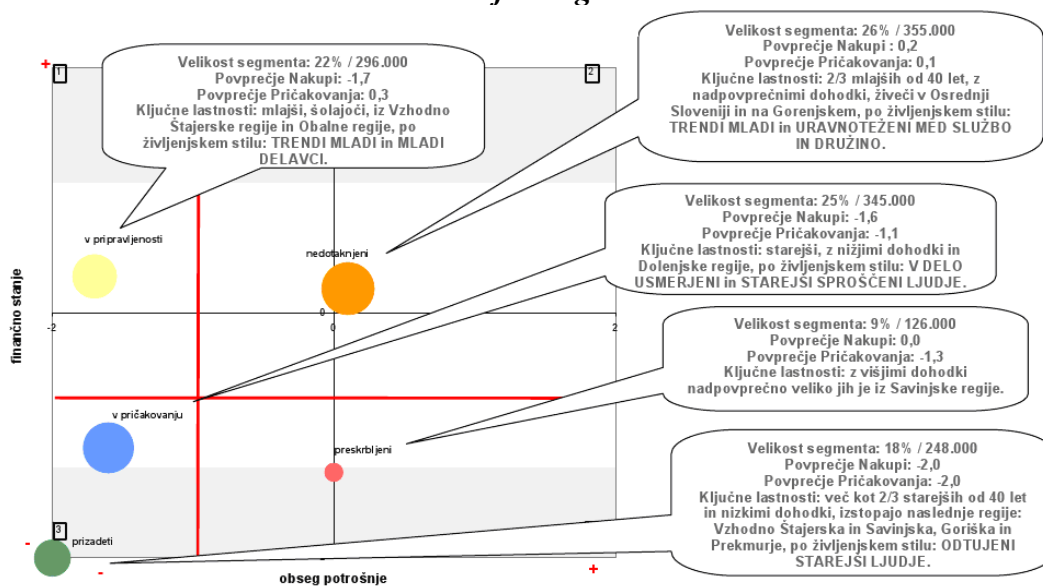 +
1
2
Velikost segmenta: 22% / 296.000
Povprečje Nakupi: -1,7
Povprečje Pričakovanja: 0,3
Ključne lastnosti: mlajši, šolajoči, iz Vzhodno
Štajerske regije in Obalne regije, po
življenjskem stilu: TRENDI MLADI in MLADI
DELAVCI.
Velikost segmenta: 26% / 355.000
Povprečje Nakupi : 0,2
Povprečje Pričakovanja: 0,1
Ključne lastnosti: 2/3 mlajših od 40 let, z
nadpovprečnimi dohodki, živeči v Osrednji
Sloveniji in na Gorenjskem, po življenjskem stilu:
TRENDI MLADI in URAVNOTEŽENI MED SLUŽBO
IN DRUŽINO.
Velikost segmenta: 25% / 345.000
Povprečje Nakupi: -1,6
Povprečje Pričakovanja: -1,1
Ključne lastnosti: starejši, z nižjimi dohodki in
Dolenjske regije, po življenjskem stilu: V DELO
USMERJENI in STAREJŠI SPROŠČENI LJUDJE.
v pripravljenosti
nedotaknjeni
finančno stanje
0
-2
0
2
Velikost segmenta: 9% / 126.000
Povprečje Nakupi: 0,0
Povprečje Pričakovanja: -1,3
Ključne lastnosti: z višjimi dohodki
nadpovprečno veliko jih je iz Savinjske regije.
v pričakovanju
preskrbljeni
Velikost segmenta: 18% / 248.000
Povprečje Nakupi: -2,0
Povprečje Pričakovanja: -2,0
Ključne lastnosti: več kot 2/3 starejših od 40 let
in nizkimi dohodki, izstopajo naslednje regije:
Vzhodno Štajerska in Savinjska, Goriška in
Prekmurje, po življenjskem stilu: ODTUJENI
STAREJŠI LJUDJE.
3
-
prizadeti
-
obseg potrošnje
+